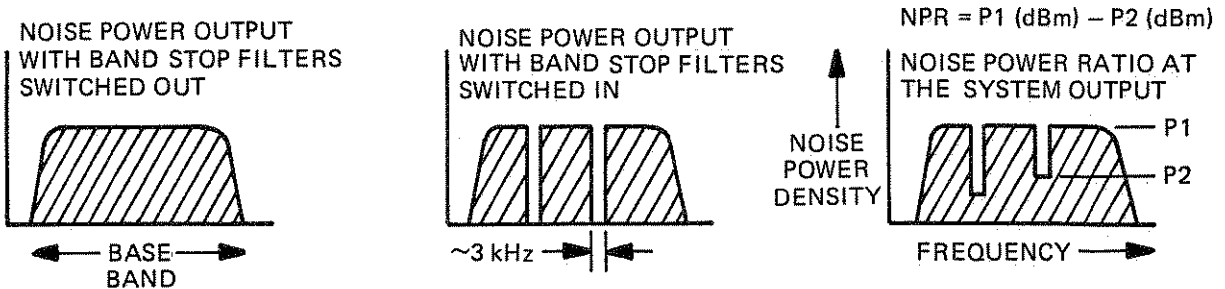 NOISE POWER OUTPUT
WITH BAND STOP FILTERS
SWITCHED OUT
BASE
BAND
NOISE POWER OUTPUT
WITH BAND STOP FILTERS
SWITCHED IN
~3 kHz
NPR = P1 (dBm) – P2 (dBm)
NOISE POWER RATIO AT
THE SYSTEM OUTPUT
NOISE
POWER
DENSITY
P1
P2
FREQUENCY